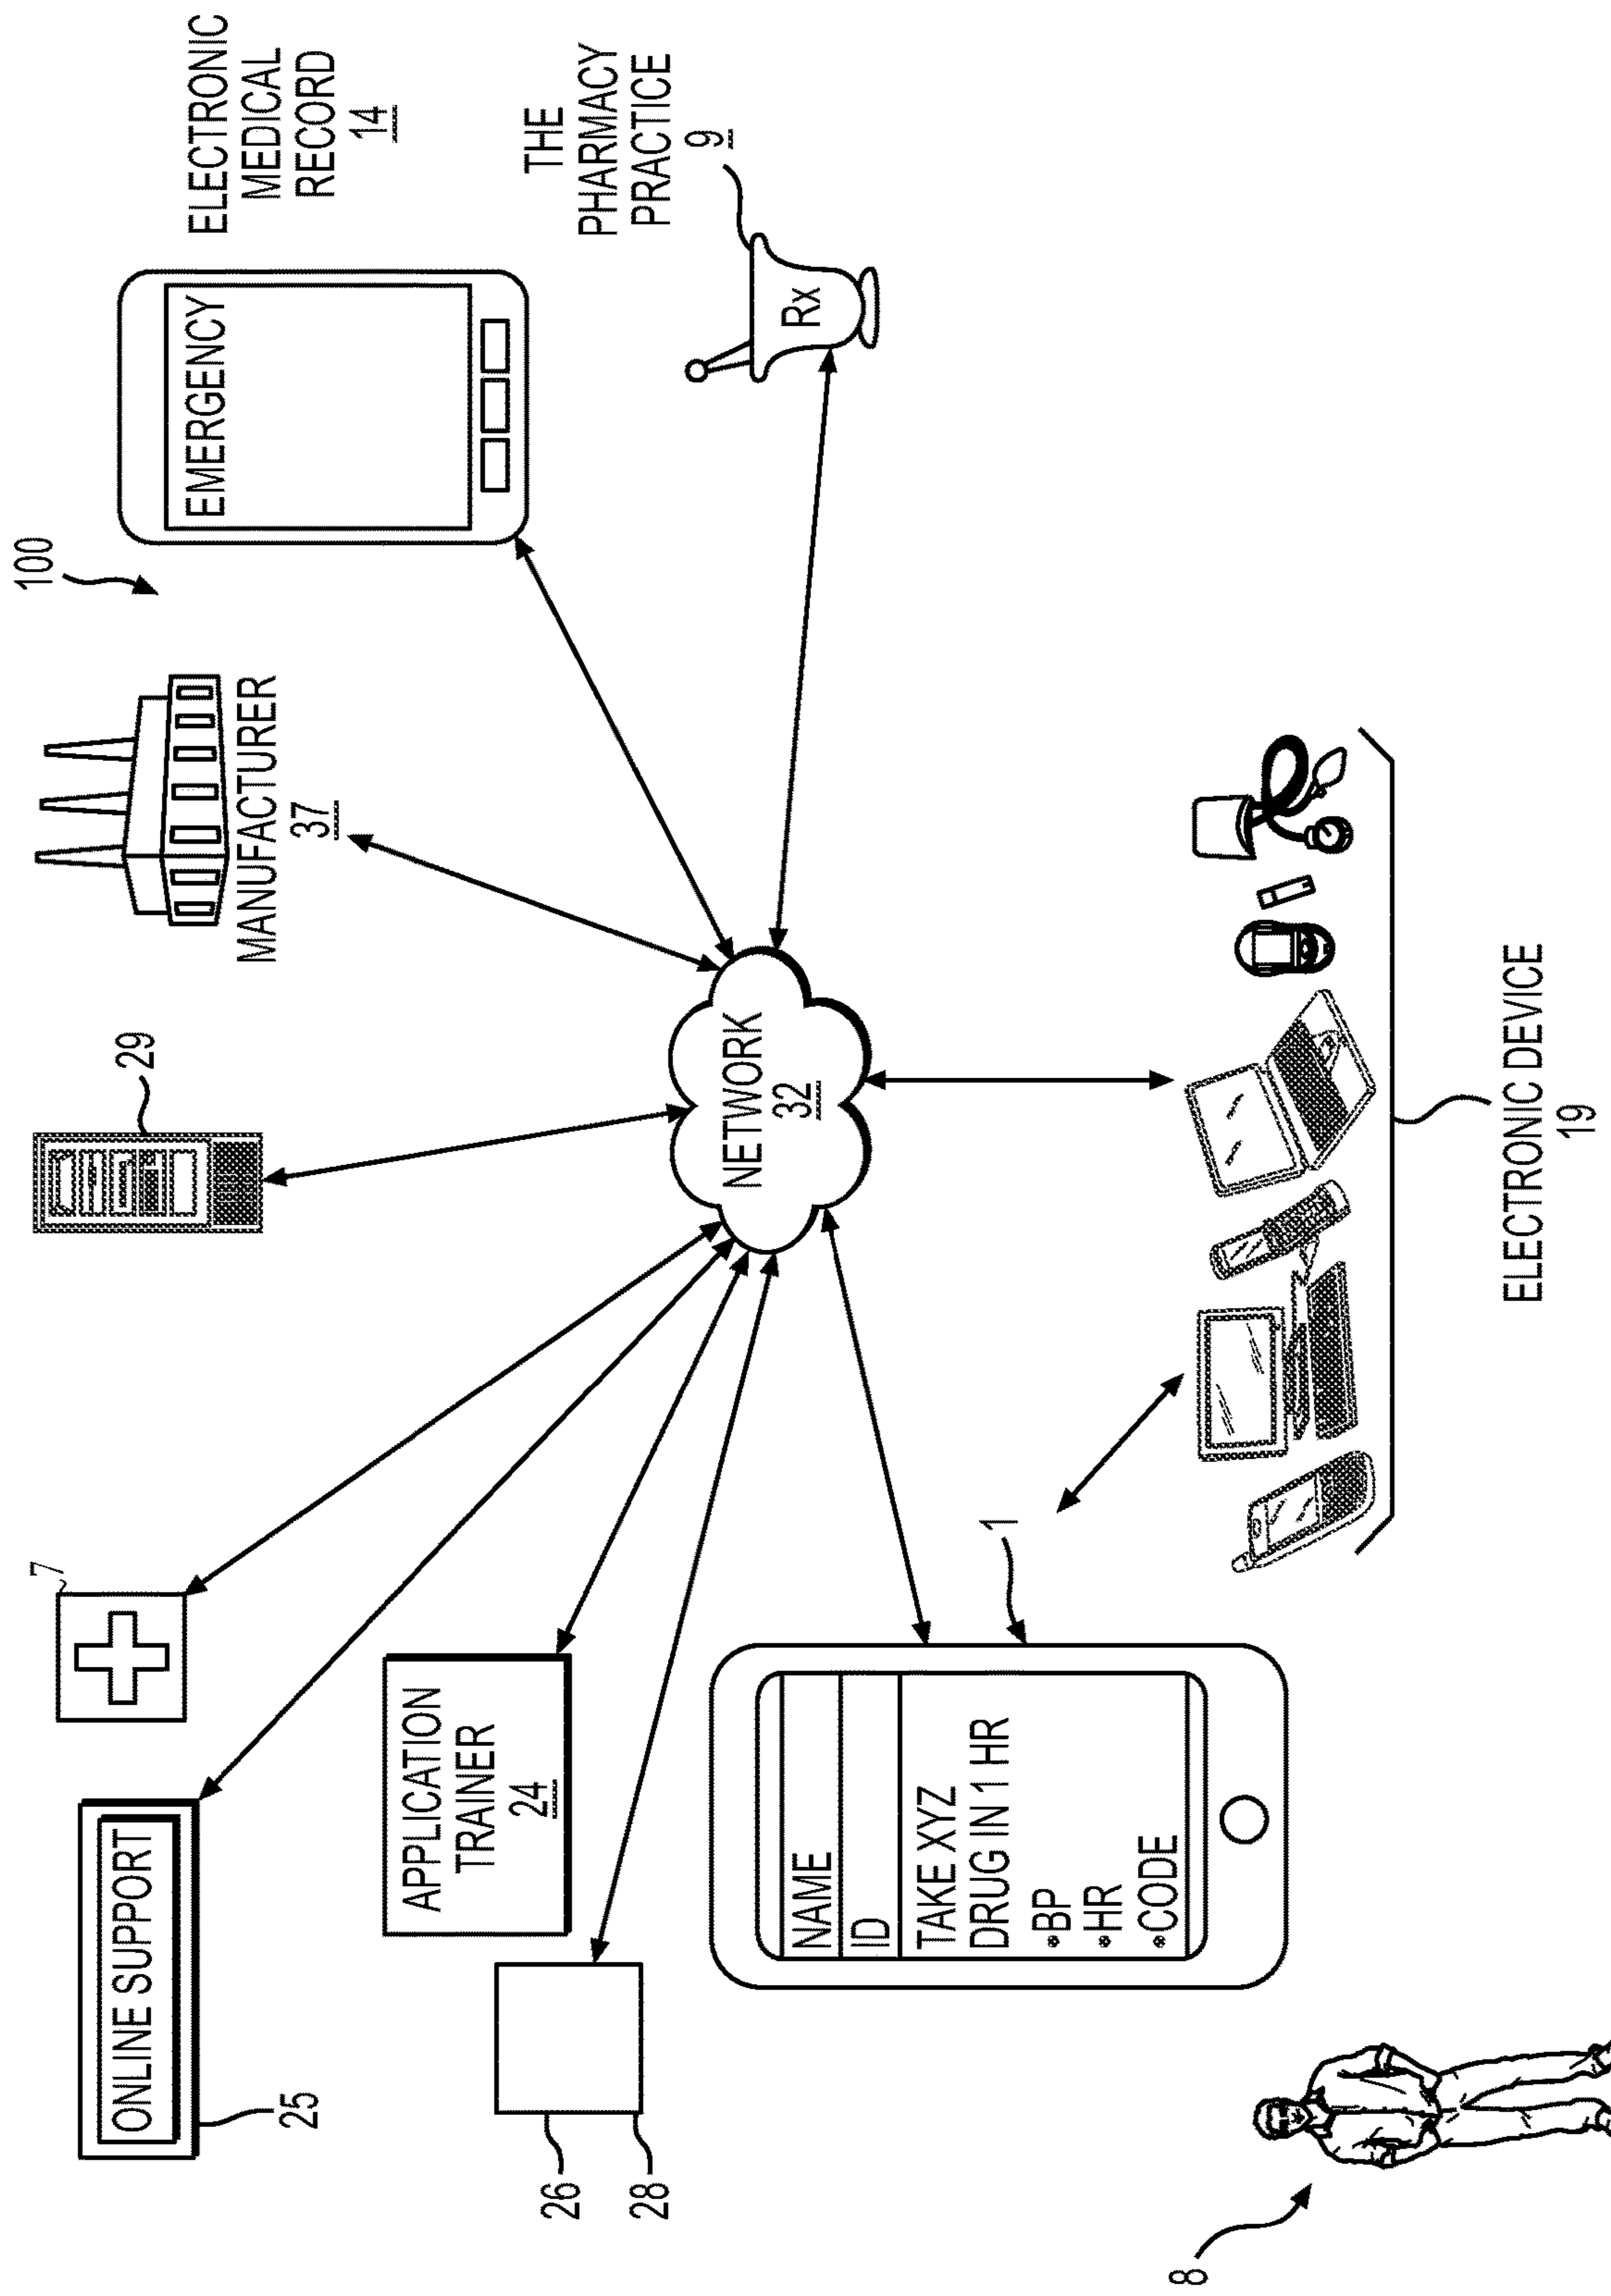 100
ONLINE SUPPORT
25
7
29
MANUFACTURER
37
EMERGENCY
ELECTRONIC
MEDICAL
RECORD
14
APPLICATION
TRAINER
24
26
28
NETWORK
32
THE
PHARMACY
PRACTICE
9
Rx
NAME
ID
TAKE XYZ
DRUG IN 1 HR
•BP
•HR
•CODE
1
8
ELECTRONIC DEVICE
19